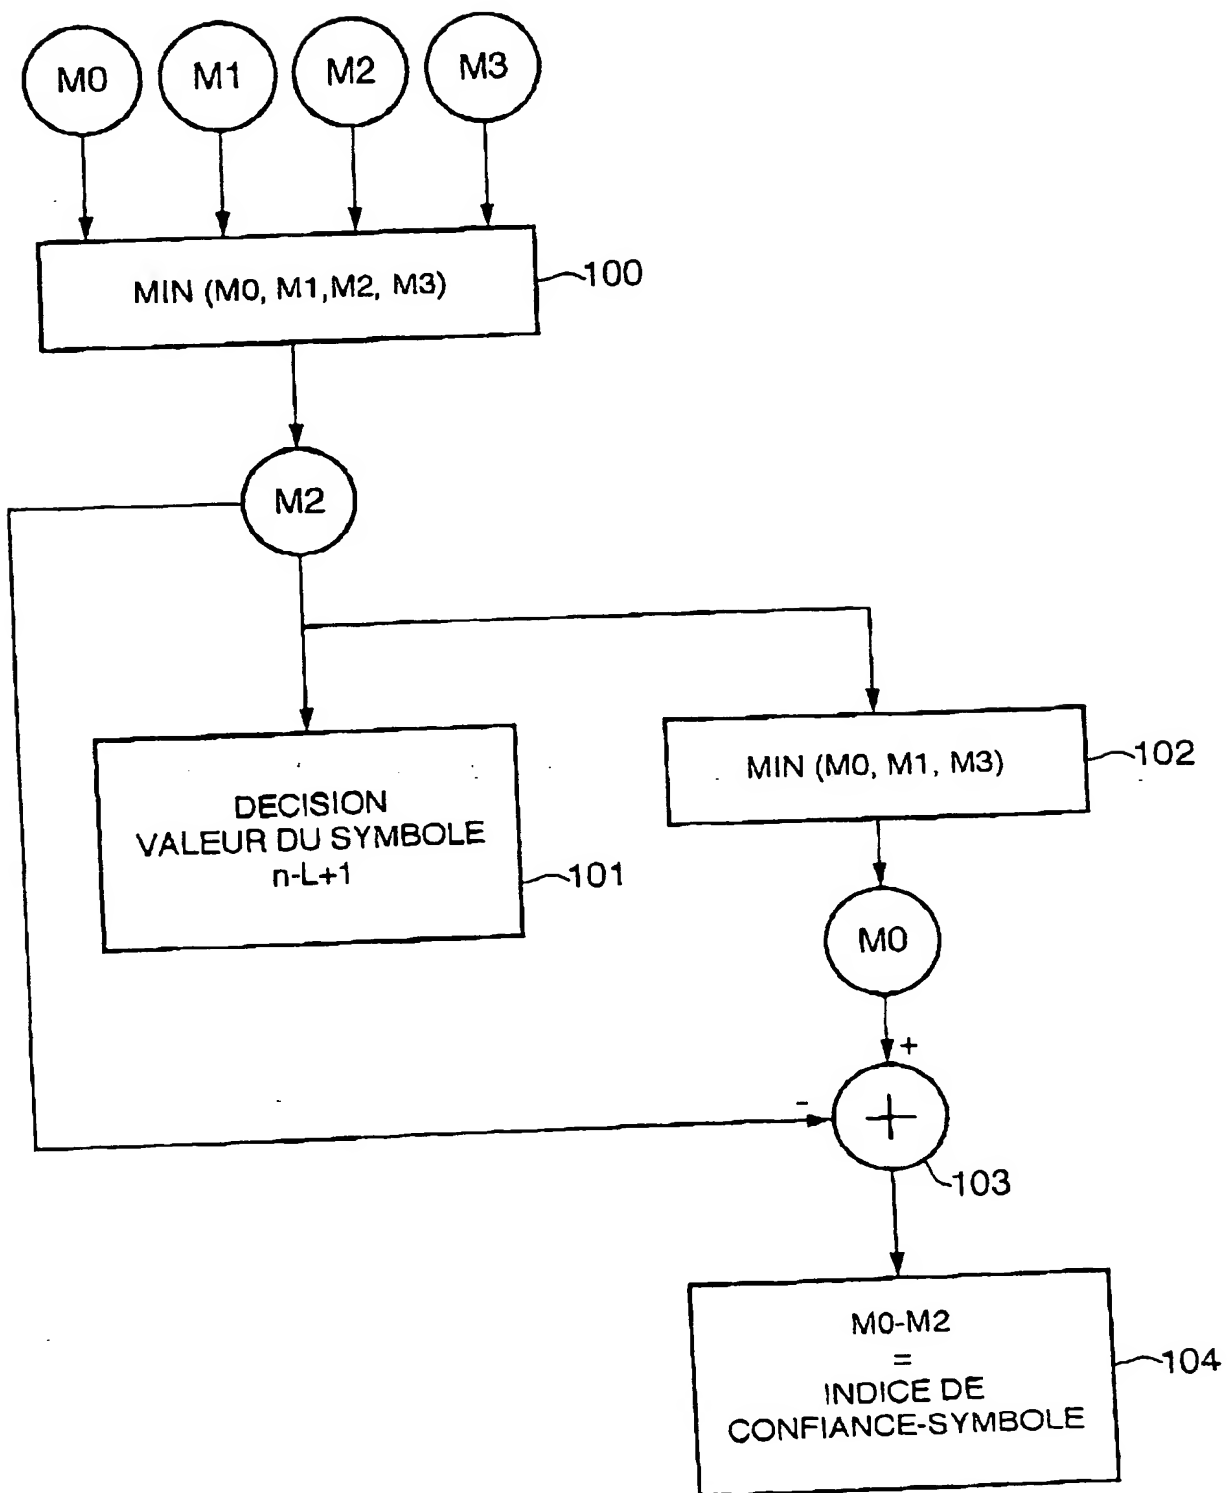 M0 M1 M2 M3
MIN (M0, M1,M2, M3)
100
M2
MIN (M0, M1, M3)
102
DECISION
VALEUR DU SYMBOLE
n-L+1
101
M0
+
-
+
103
M0-M2
=
INDICE DE
CONFIANCE-SYMBOLE
104